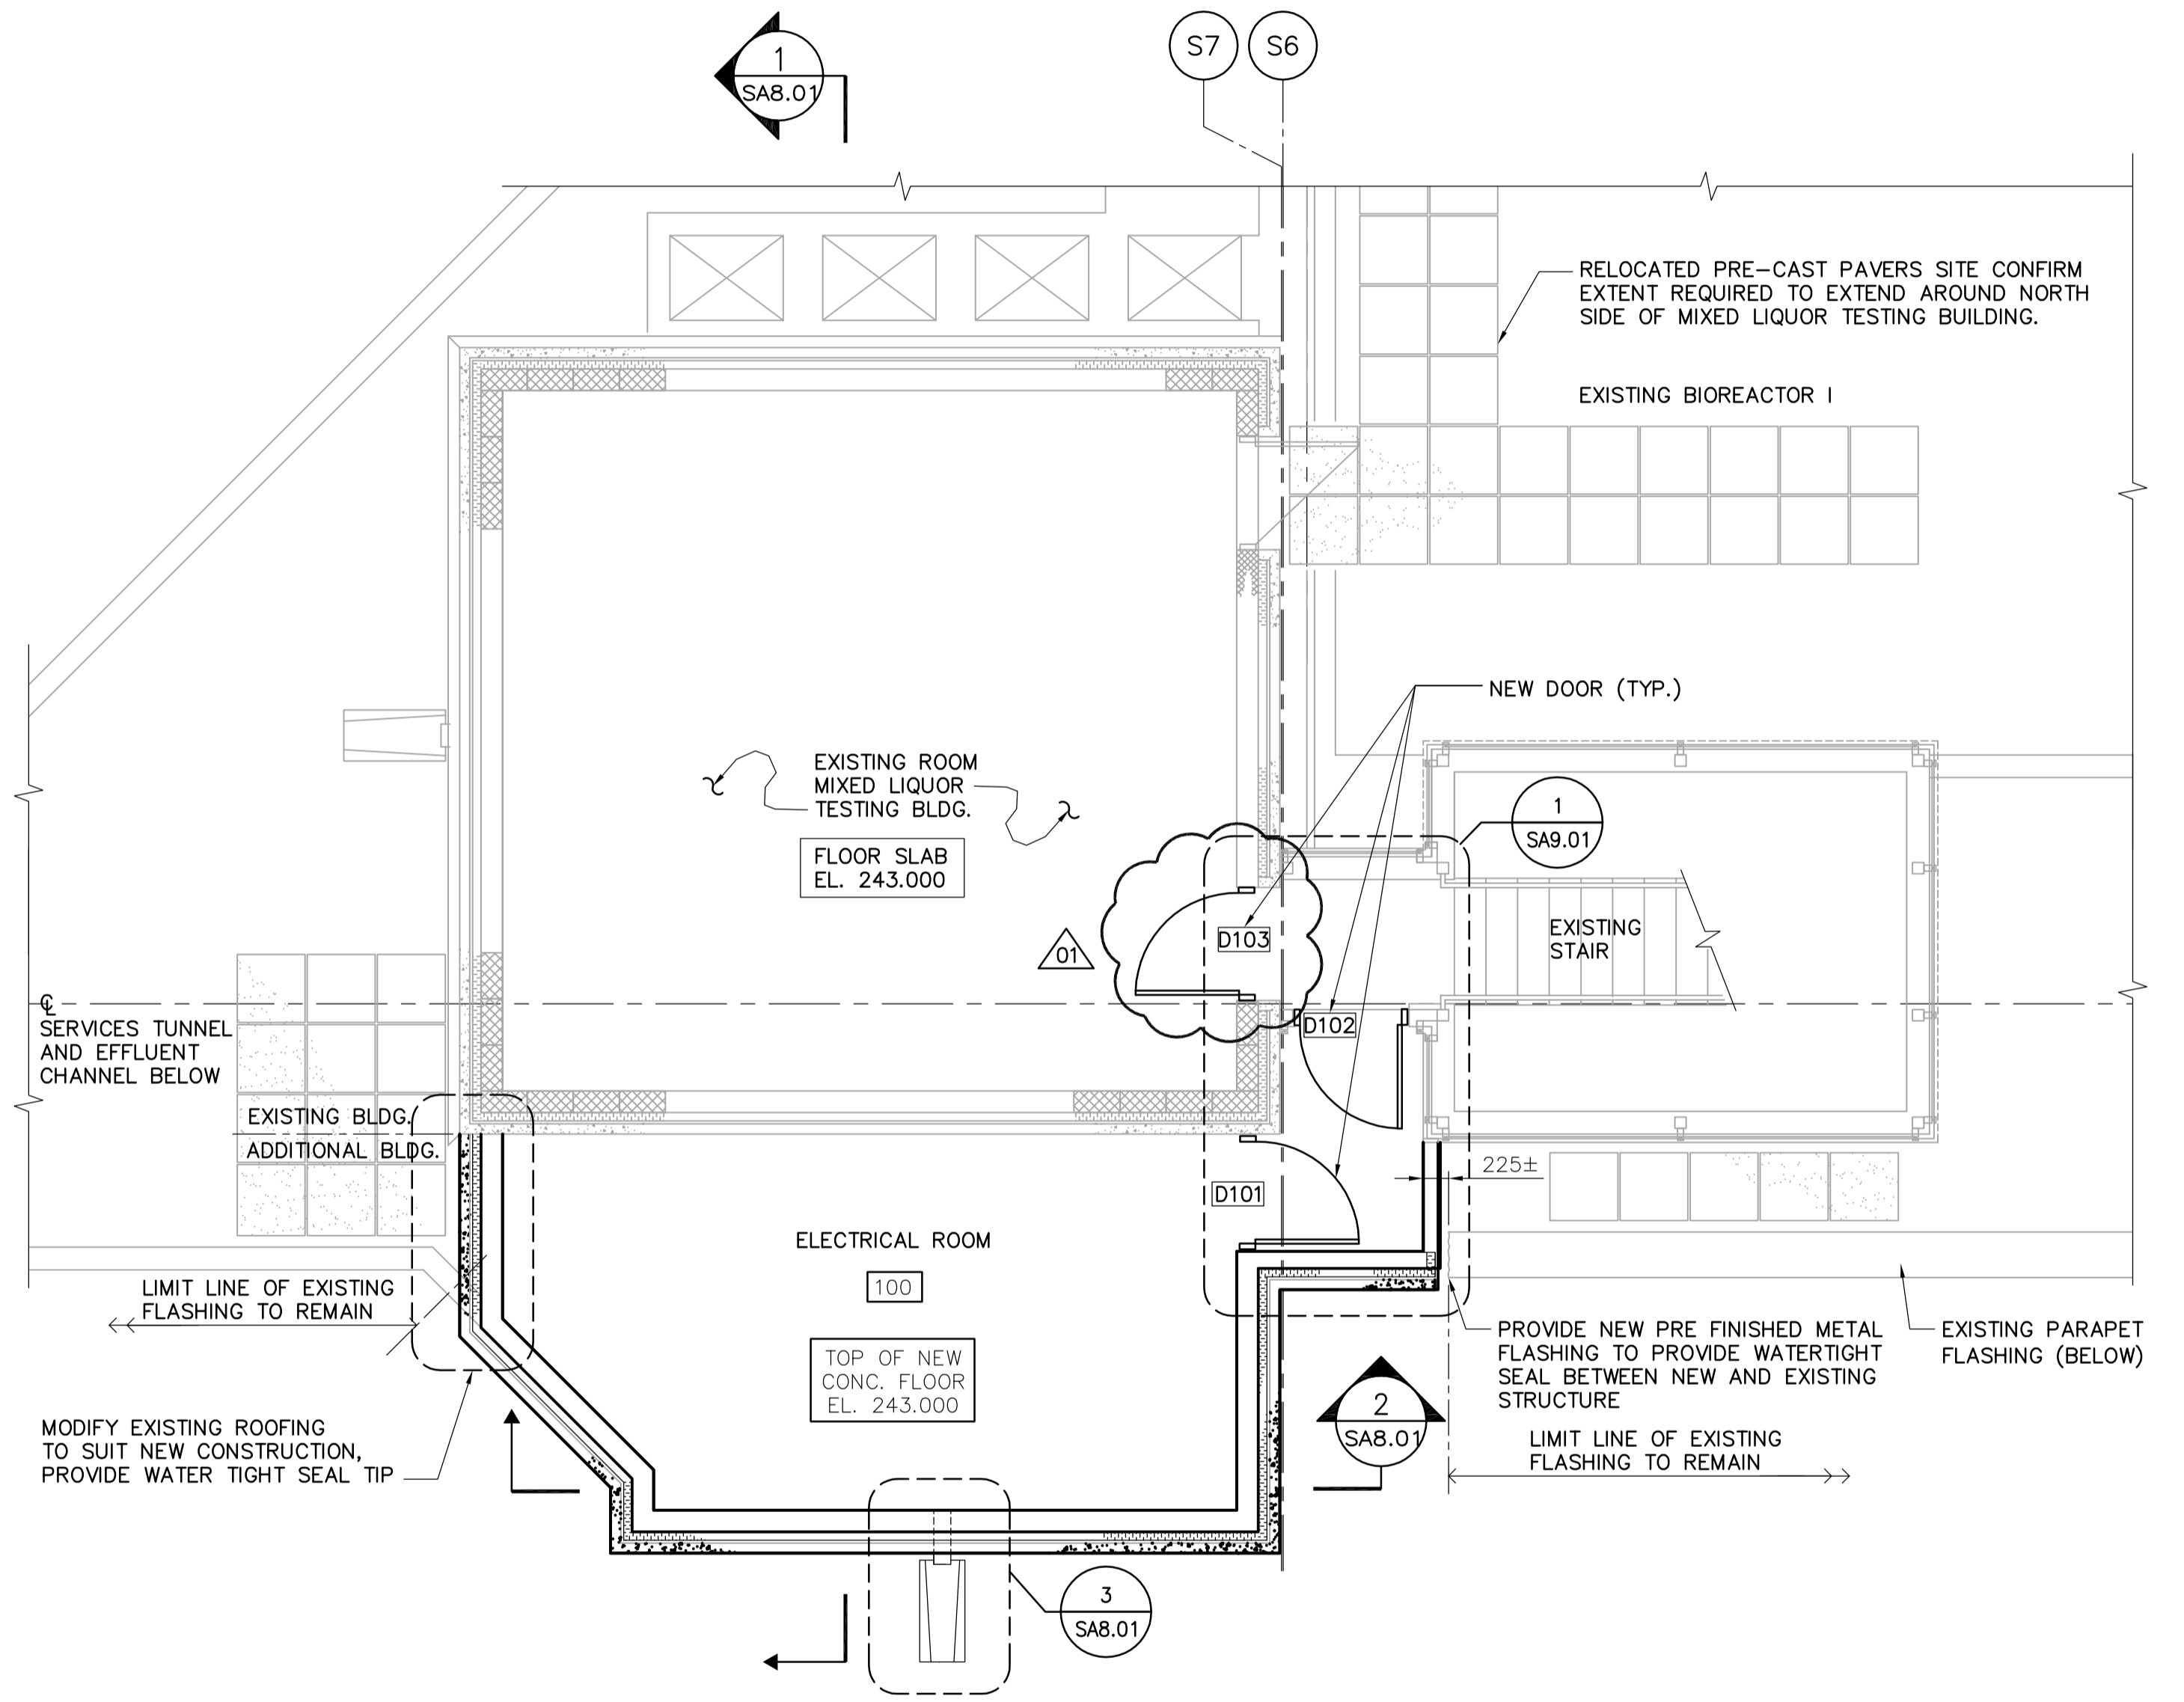 1
SA8.01
S7
S6
RELOCATED PRE-CAST PAVERS SITE CONFIRM
EXTENT REQUIRED TO EXTEND AROUND NORTH
SIDE OF MIXED LIQUOR TESTING BUILDING.
EXISTING BIOREACTOR I
NEW DOOR (TYP.)
EXISTING ROOM
MIXED LIQUOR
TESTING BLDG.
FLOOR SLAB
EL. 243.000
1
SA9.01
01
D103
EXISTING
STAIR
D102
℄
SERVICES TUNNEL
AND EFFLUENT
CHANNEL BELOW
EXISTING BLDG.
ADDITIONAL BLDG.
225±
D101
ELECTRICAL ROOM
100
LIMIT LINE OF EXISTING
FLASHING TO REMAIN
TOP OF NEW
CONC. FLOOR
EL. 243.000
PROVIDE NEW PRE FINISHED METAL
FLASHING TO PROVIDE WATERTIGHT
SEAL BETWEEN NEW AND EXISTING
STRUCTURE
EXISTING PARAPET
FLASHING (BELOW)
2
SA8.01
LIMIT LINE OF EXISTING
FLASHING TO REMAIN
MODIFY EXISTING ROOFING
TO SUIT NEW CONSTRUCTION,
PROVIDE WATER TIGHT SEAL TIP
3
SA8.01